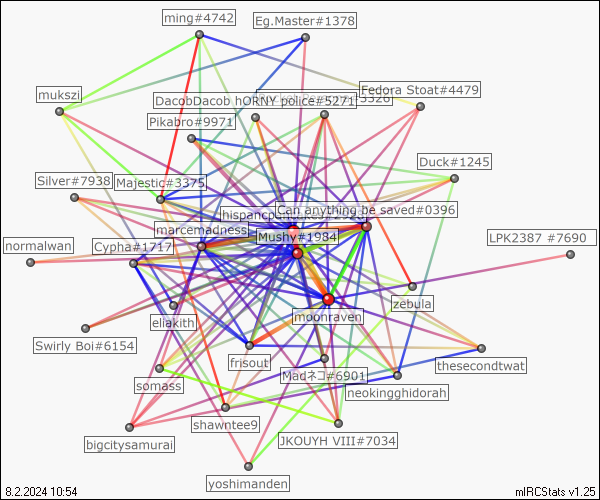 ming#4742
Eg.Master#1378
Fedora Stoat#4479
mukszi
DacobDacob hORNY police#5271
Pikabro#9971
Duck#1245
Silver#7938
Majestic#3375
Can anything be saved#0396
marcemadness
Mushy#1984
LPK2387 #7690
normalwan
Cypha#1717
zebula
eliakith
moonraven
Swirly Boi#6154
frisout
thesecondtwat
somass
Madネコ#6901
neokingghidorah
shawntee9
bigcitysamurai
JKOUYH VIII#7034
yoshimanden
8.2.2024 10:54
mIRCStats v1.25